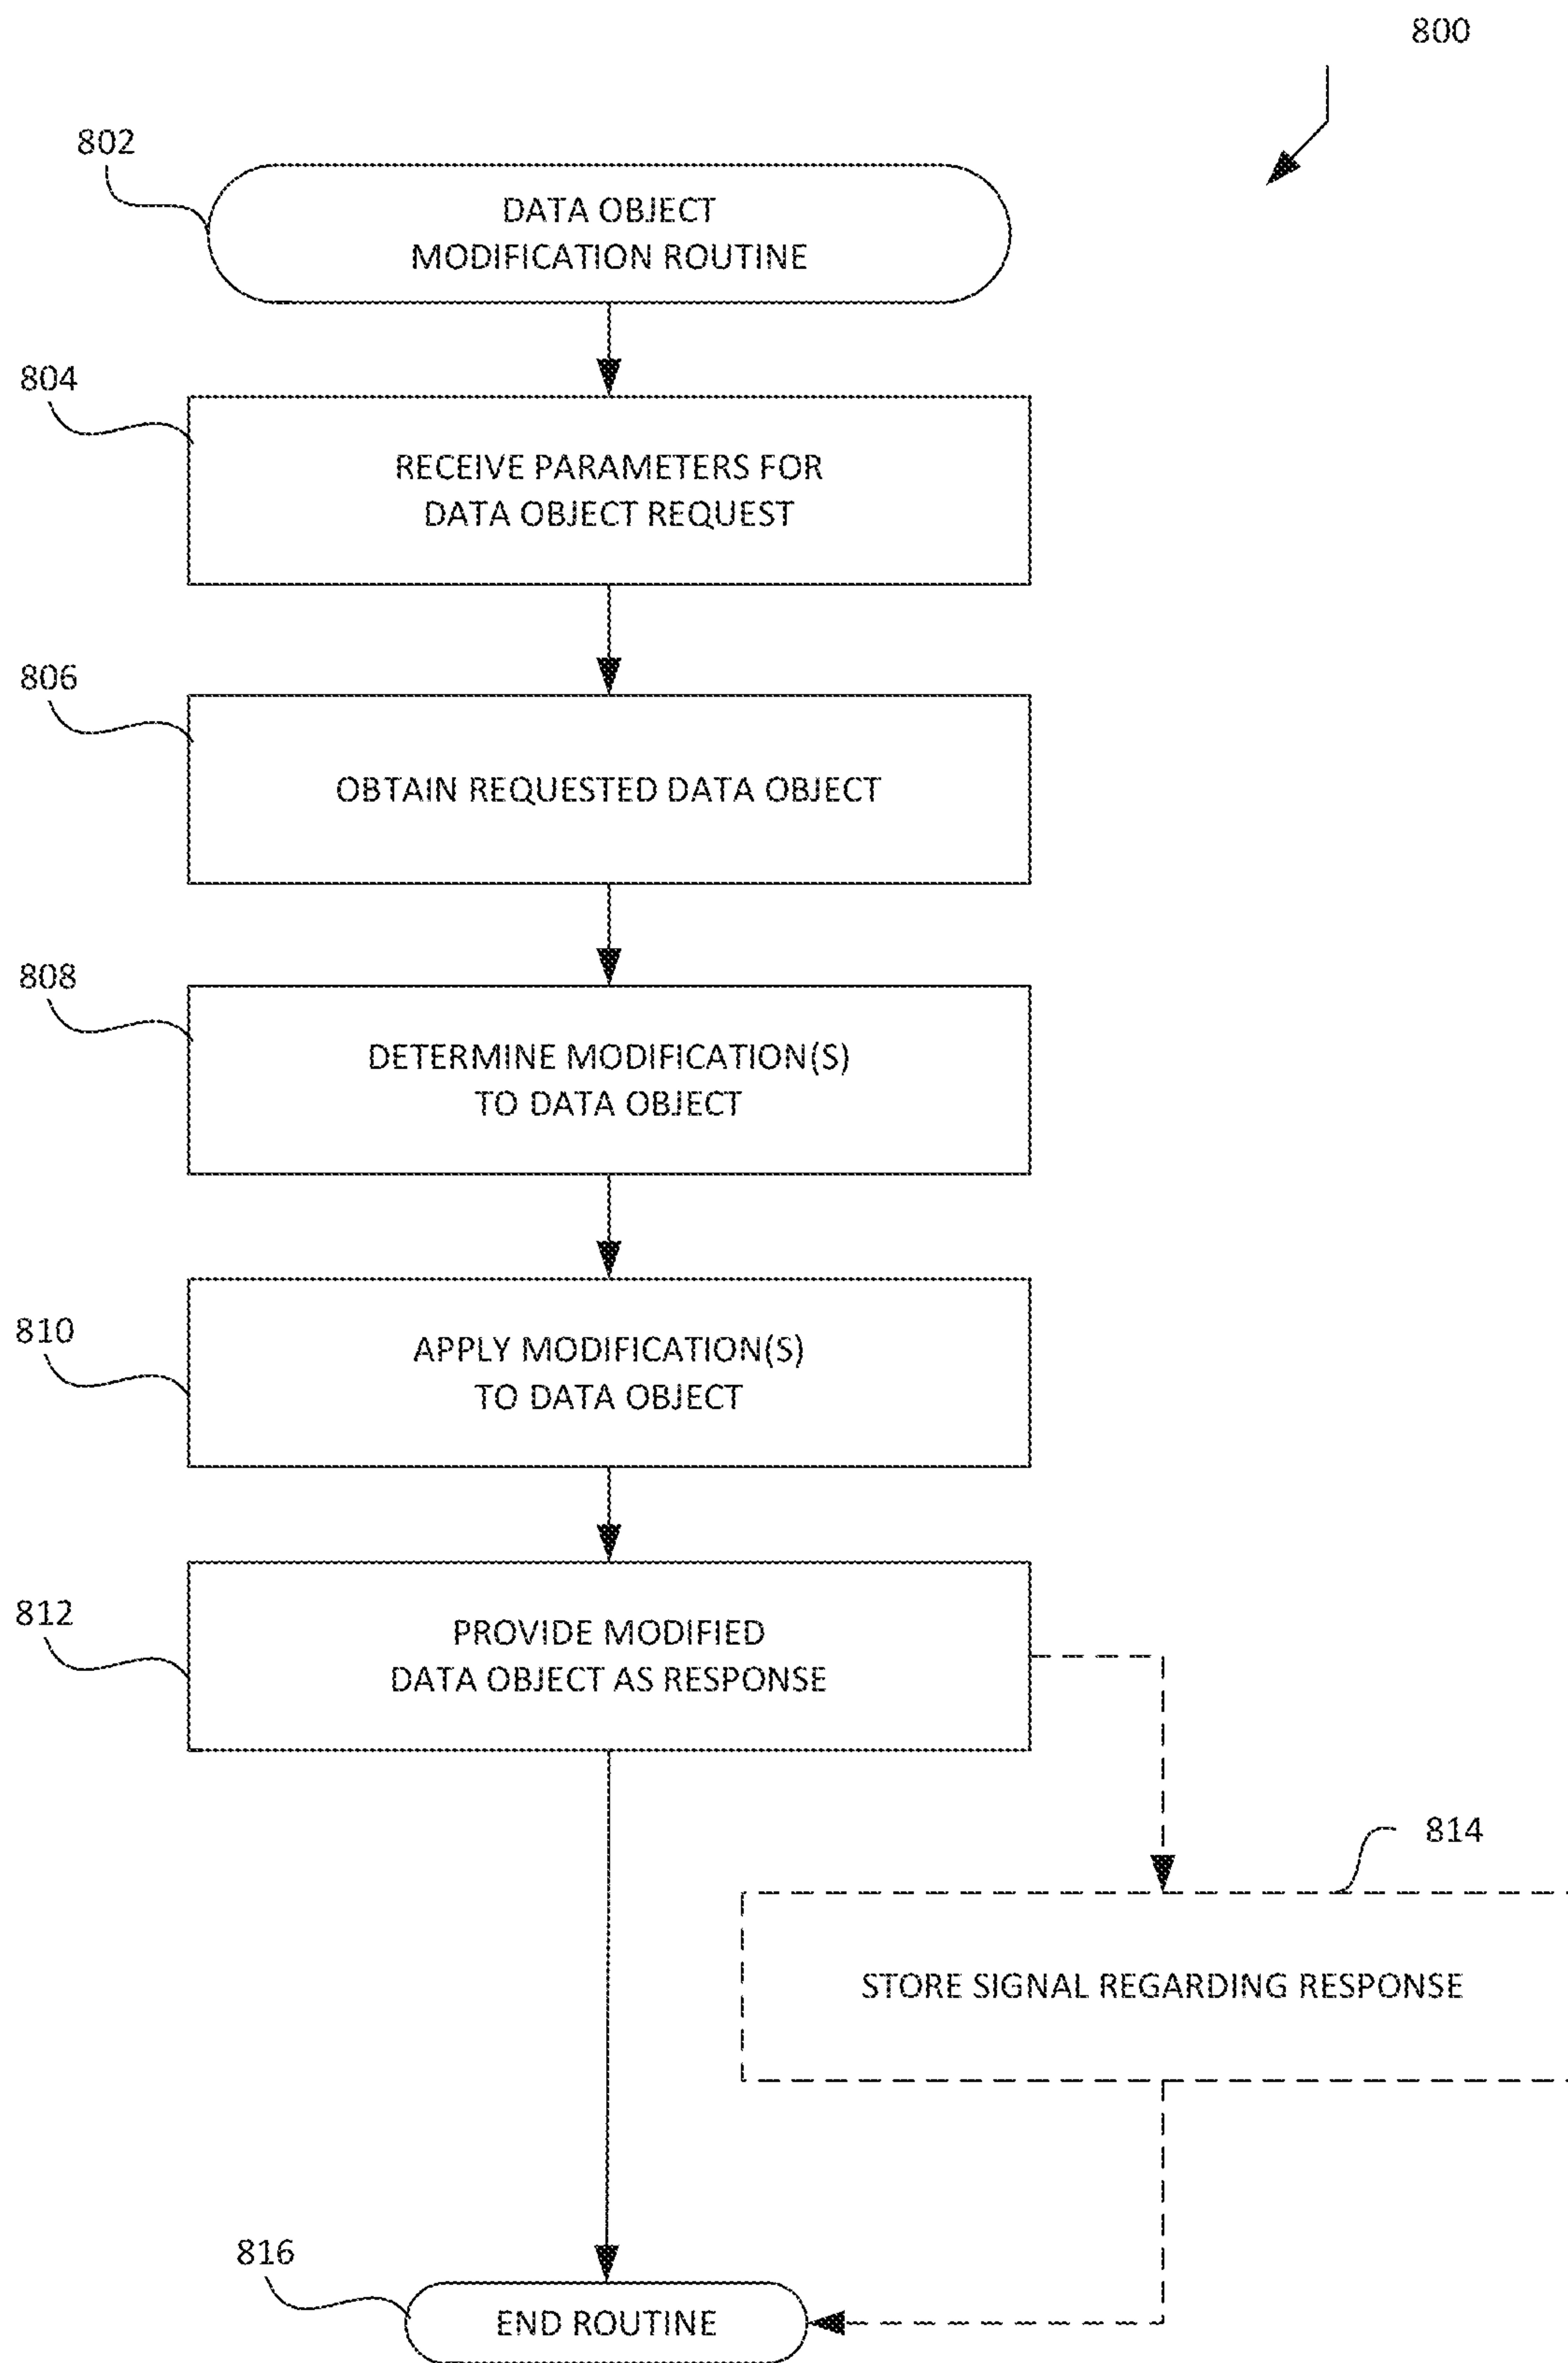 800
802
DATA OBJECT
MODIFICATION ROUTINE
804
RECEIVE PARAMETERS FOR
DATA OBJECT REQUEST
806
OBTAIN REQUESTED DATA OBJECT
808
DETERMINE MODIFICATION(S)
TO DATA OBJECT
810
APPLY MODIFICATION(S)
TO DATA OBJECT
812
PROVIDE MODIFIED
DATA OBJECT AS RESPONSE
814
STORE SIGNAL REGARDING RESPONSE
816
END ROUTINE